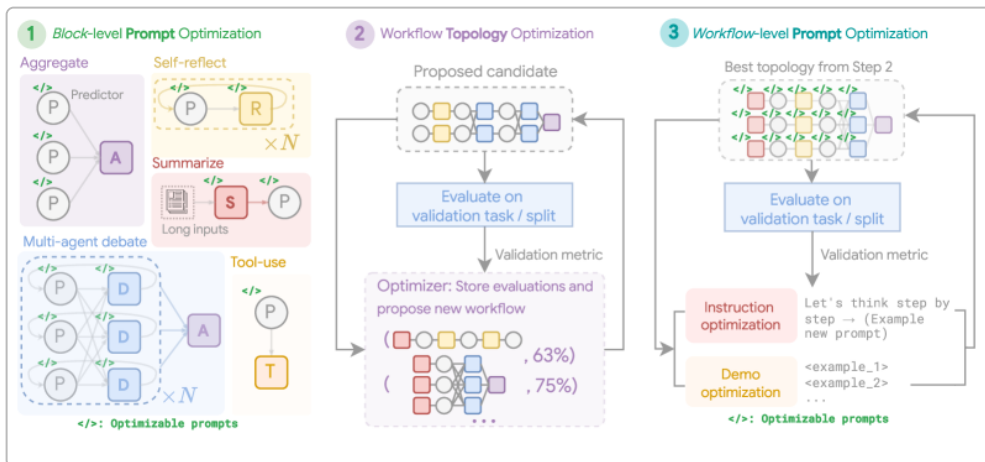 1 Block-level Prompt Optimization
Aggregate
</>
P
Predictor
</>
P
A
</>
P
Self-reflect
</>
</>
P
R
×N
Summarize
</>
</>
S
P
Long inputs
Multi-agent debate
</>
</>
P
D
</>
</>
P
D
A
</>
</>
P
D
×N
Tool-use
</>
P
T
</>: Optimizable prompts
2 Workflow Topology Optimization
Proposed candidate
Evaluate on
validation task / split
Validation metric
Optimizer: Store evaluations and
propose new workflow
( , 63%)
( , 75%)
...
3 Workflow-level Prompt Optimization
Best topology from Step 2
</> </> </> </> </>
</> </> </> </> </>
</> </> </> </> </>
Evaluate on
validation task / split
Validation metric
Instruction
optimization
Let's think step by
step → (Example
new prompt)
Demo
optimization
<example_1>
<example_2>
...
</>: Optimizable prompts